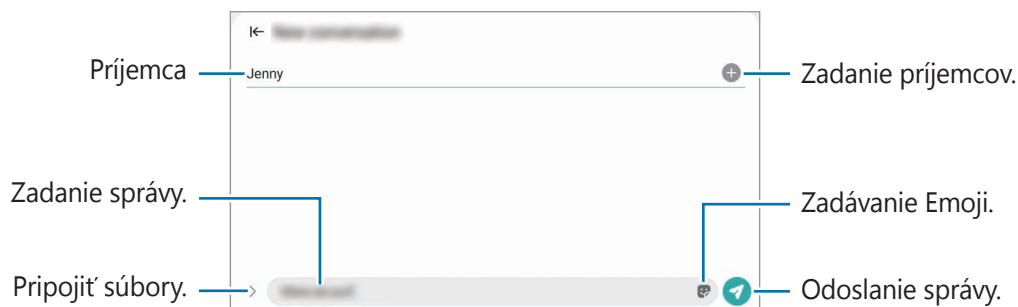 Príjemca
Jenny
Zadanie príjemcov.
Zadanie správy.
Zadávanie Emoji.
Pripojiť súbory.
Odoslanie správy.